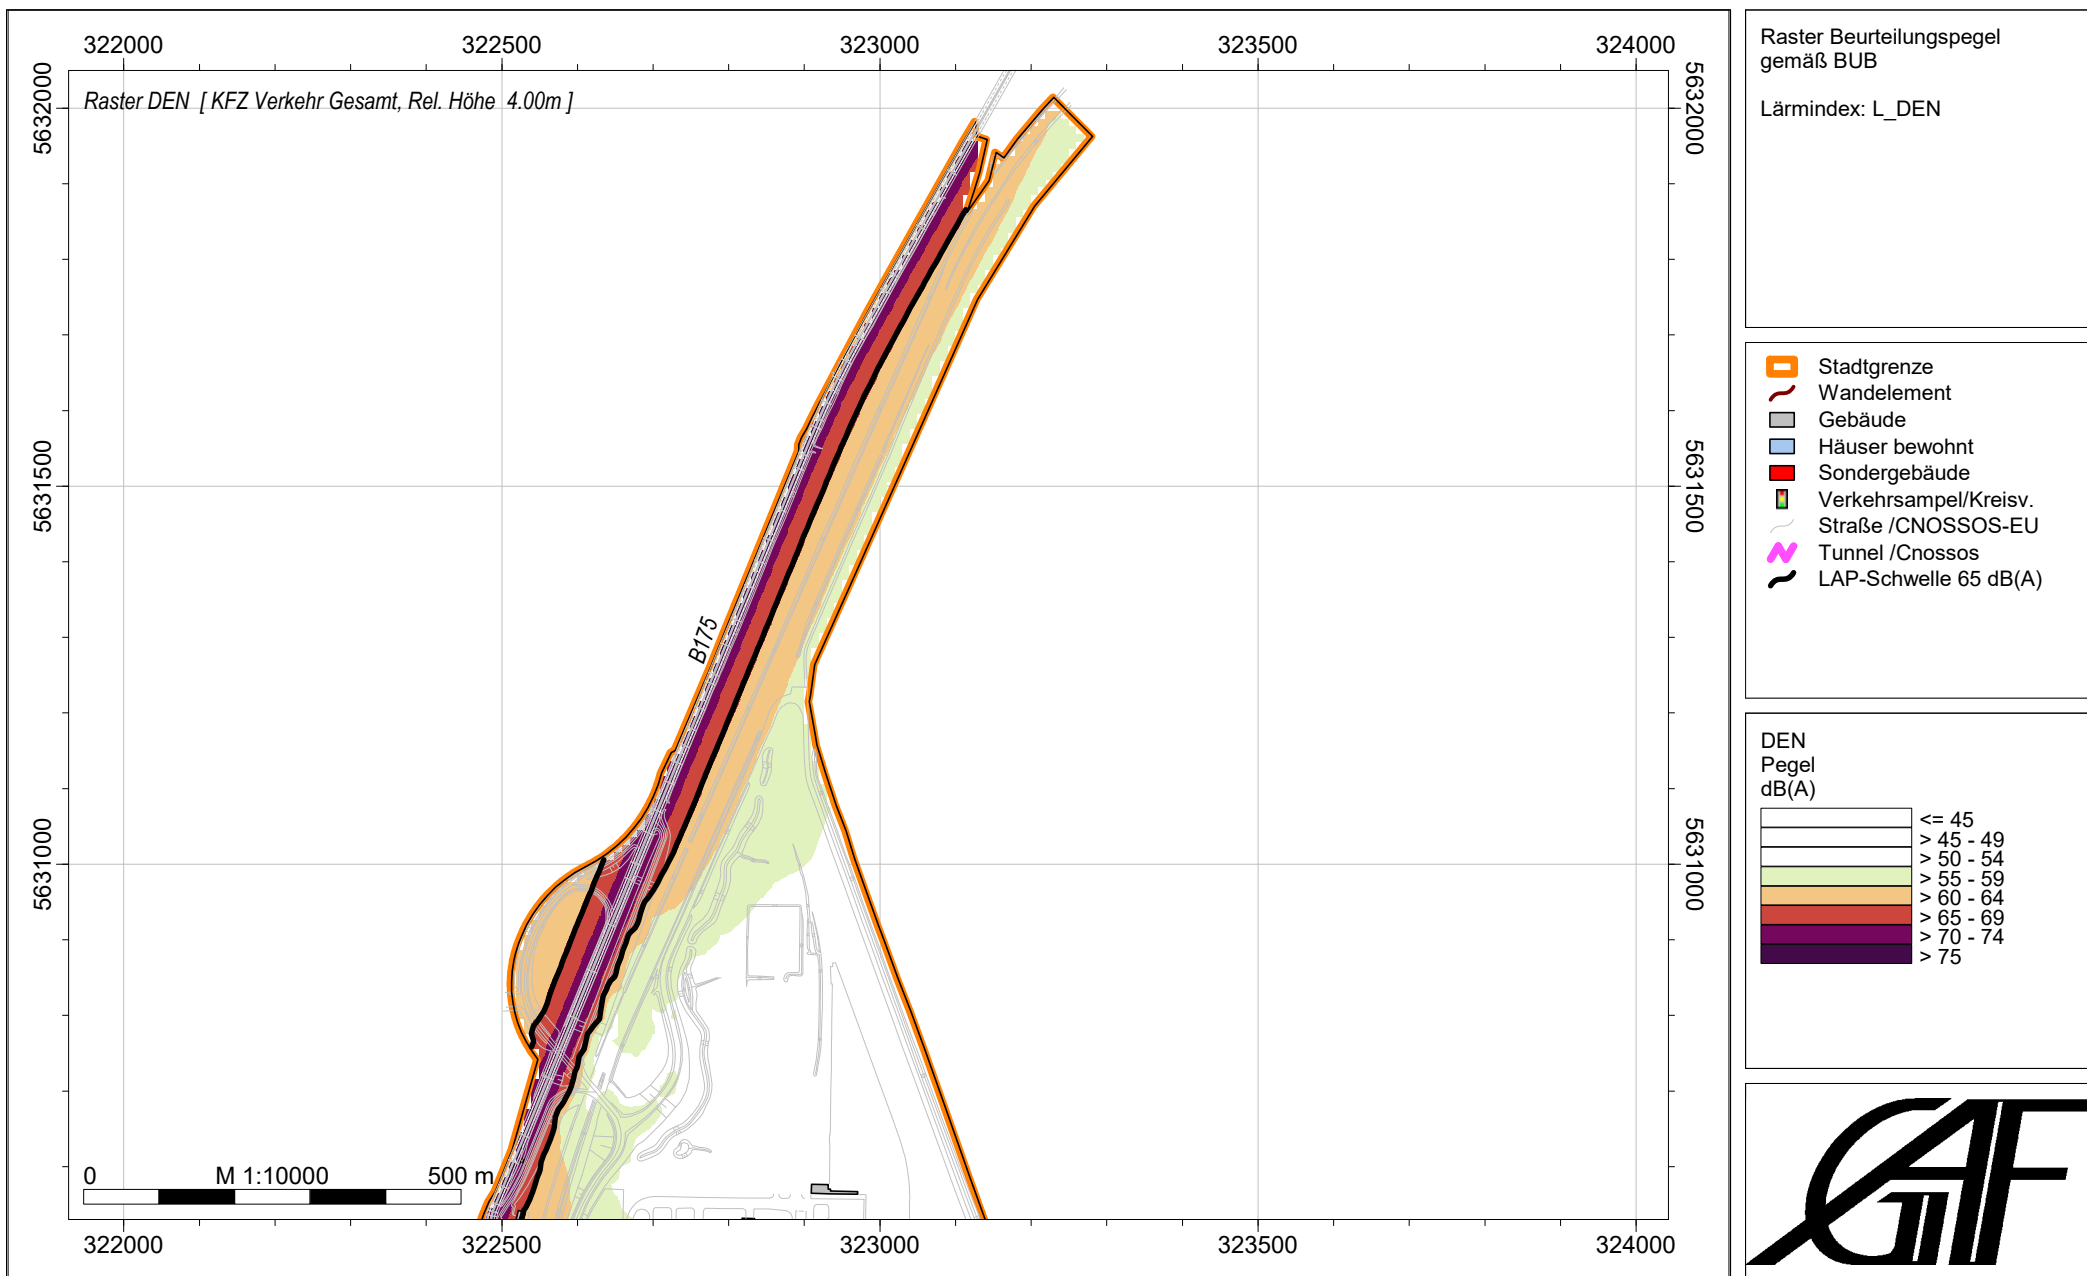 322000
322500
323000
323500
324000
5632000
5632000
Raster DEN [ KFZ Verkehr Gesamt, Rel. Höhe 4.00m ]
5631500
5631500
B175
5631000
5631000
0
M 1:10000
500 m
322000
322500
323000
323500
324000
Raster Beurteilungspegel
gemäß BUB
Lärmindex: L_DEN
Stadtgrenze
Wandelement
Gebäude
Häuser bewohnt
Sondergebäude
Verkehrsampel/Kreisv.
Straße /CNOSSOS-EU
Tunnel /Cnossos
LAP-Schwelle 65 dB(A)
DEN
Pegel
dB(A)
<= 45
> 45 - 49
> 50 - 54
> 55 - 59
> 60 - 64
> 65 - 69
> 70 - 74
> 75
GAF